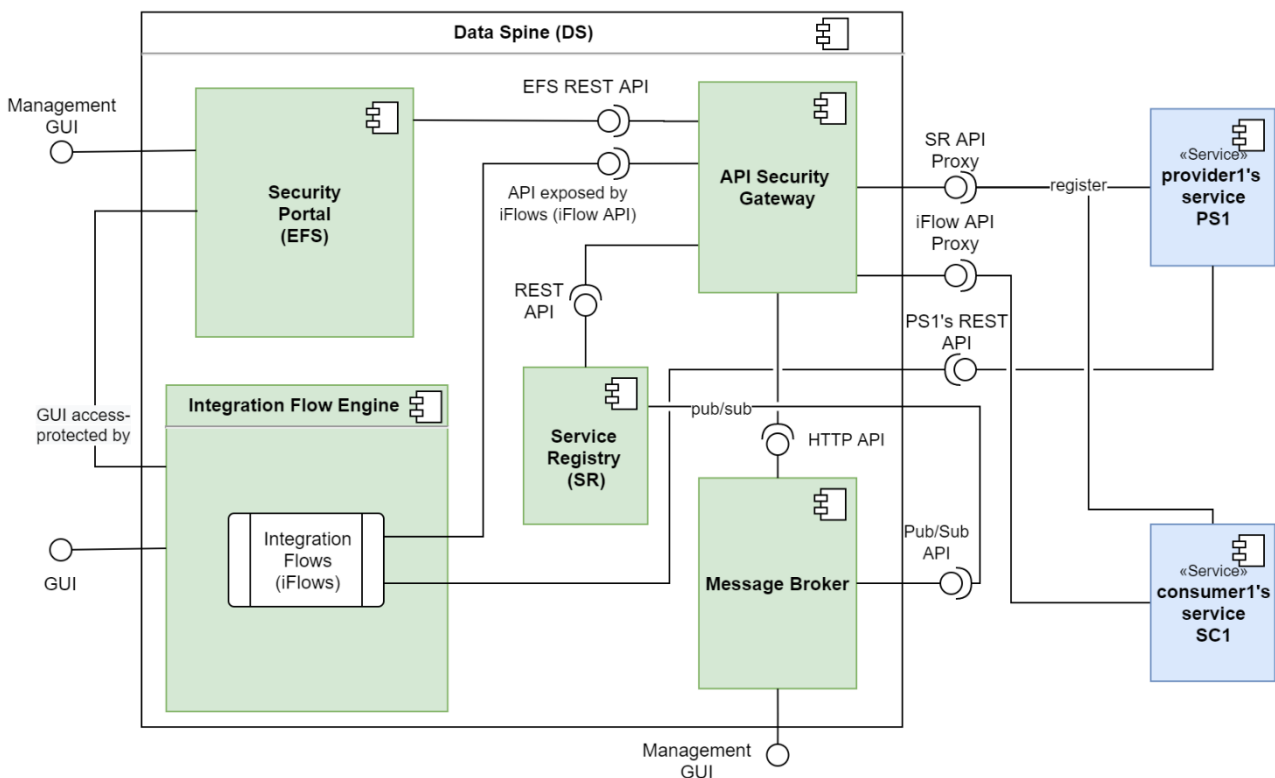 Data Spine (DS)
Management
GUI
EFS REST API
Security
Portal
(EFS)
API exposed by
iFlows (iFlow API)
API Security
Gateway
SR API
Proxy
register
«Service»
provider1's
service
PS1
iFlow API
Proxy
REST
API
PS1's REST
API
GUI access-
protected by
Integration Flow Engine
pub/sub
Service
Registry
(SR)
HTTP API
Integration
Flows
(iFlows)
GUI
Message Broker
Pub/Sub
API
«Service»
consumer1's
service
SC1
Management
GUI